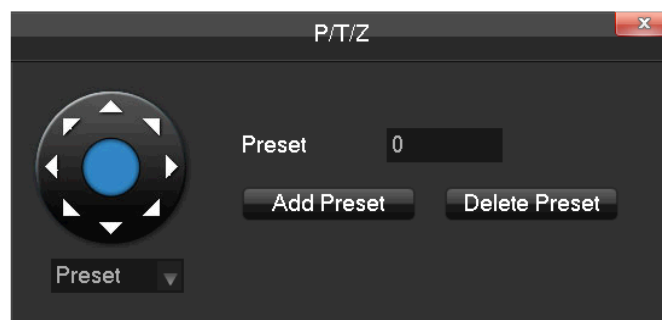 P/T/Z
x
Preset 0
Add Preset Delete Preset
Preset